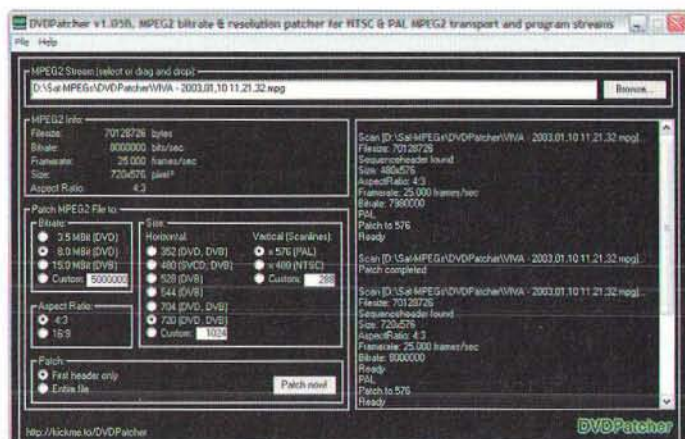 DVDPatcher v1.05B, MPEG2 bitrate & resolution patcher for NTSC & PAL MPEG2 transport and program streams
File Help
MPEG2 Stream (select or drag and drop):
D:\Sat-MPEGs\DVDPatcher\VIVA - 2003.01.10 11.21.32.mpg
Browse...
MPEG2 Info:
Filesize: 70128726 bytes
Bitrate: 8000000 bits/sec
Framerate: 25.000 frames/sec
Size: 720x576 pixel²
Aspect Ratio: 4:3
Patch MPEG2 File to:
Bitrate:
3.5 MBit (DVD)
8.0 MBit (DVD)
15.0 MBit (DVB)
Custom: 6000000
Aspect Ratio:
4:3
16:9
Size:
Horizontal:
352 (DVD, DVB)
480 (SVCD, DVB)
528 (DVB)
544 (DVB)
704 (DVD, DVB)
720 (DVD, DVB)
Custom: 1024
Vertical (Scanlines):
x 576 (PAL)
x 480 (NTSC)
Custom: 288
Patch:
First header only
Entire file
Patch now!
Scan [D:\Sat-MPEGs\DVDPatcher\VIVA - 2003.01.10 11.21.32.mpg]...
Filesize: 70128726
Sequenceheader found
Size: 480x576
AspectRatio: 4:3
Framerate: 25.000 frames/sec
Bitrate: 7980000
PAL
Patch to 576
Ready
Scan [D:\Sat-MPEGs\DVDPatcher\VIVA - 2003.01.10 11.21.32.mpg]...
Patch completed
Scan [D:\Sat-MPEGs\DVDPatcher\VIVA - 2003.01.10 11.21.32.mpg]...
Filesize: 70128726
Sequenceheader found
Size: 720x576
AspectRatio: 4:3
Framerate: 25.000 frames/sec
Bitrate: 8000000
Ready
PAL
Patch to 576
Ready
http://kickme.to/DVDPatcher
DVDPatcher